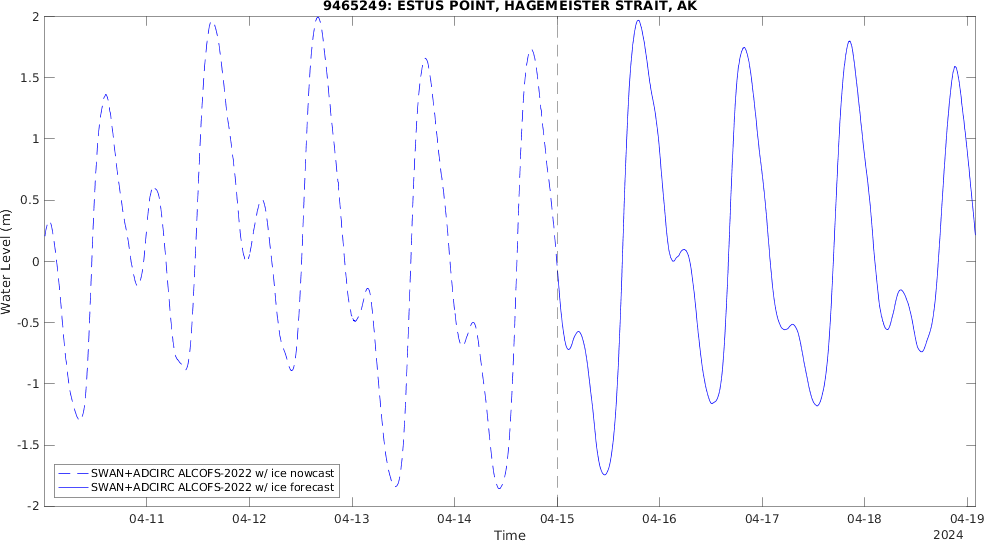 9465249: ESTUS POINT, HAGEMEISTER STRAIT, AK
2
1.5
1
0.5
0
-0.5
-1
-1.5
-2
Water Level (m)
SWAN+ADCIRC ALCOFS-2022 w/ ice nowcast
SWAN+ADCIRC ALCOFS-2022 w/ ice forecast
04-11 04-12 04-13 04-14 04-15 04-16 04-17 04-18 04-19
Time
2024